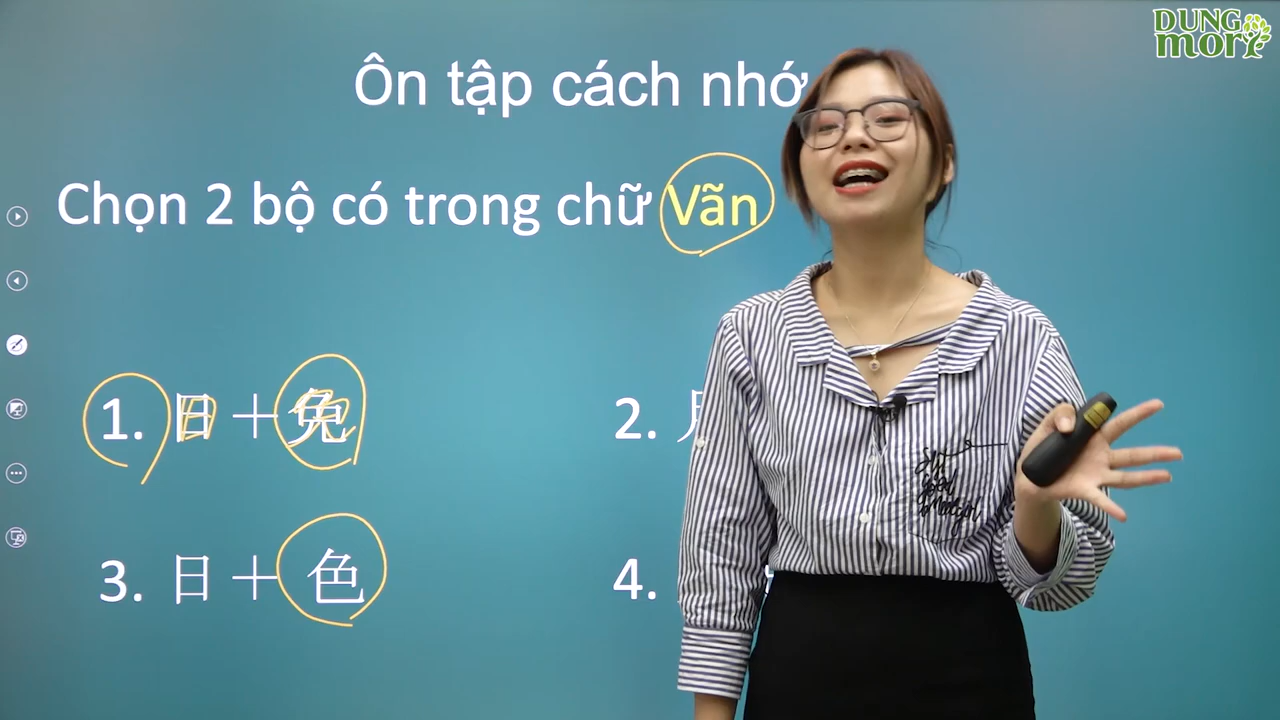 DUNG
mori
Ôn tập cách nhớ
Chọn 2 bộ có trong chữ Vãn
1. 日 + 免
2.
3. 日 + 色
4.